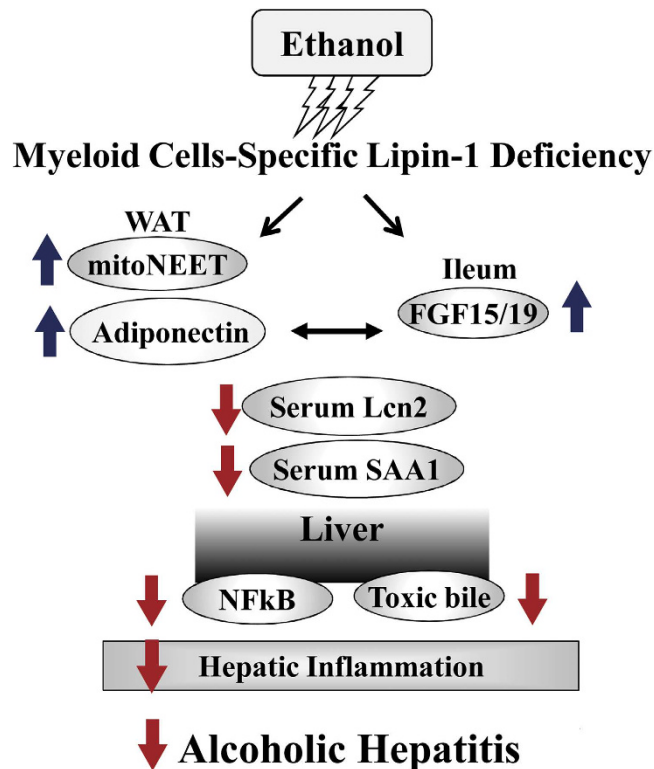 Ethanol
Myeloid Cells-Specific Lipin-1 Deficiency
WAT
mitoNEET
Adiponectin
Ileum
FGF15/19
Serum Lcn2
Serum SAA1
Liver
NFkB
Toxic bile
Hepatic Inflammation
Alcoholic Hepatitis